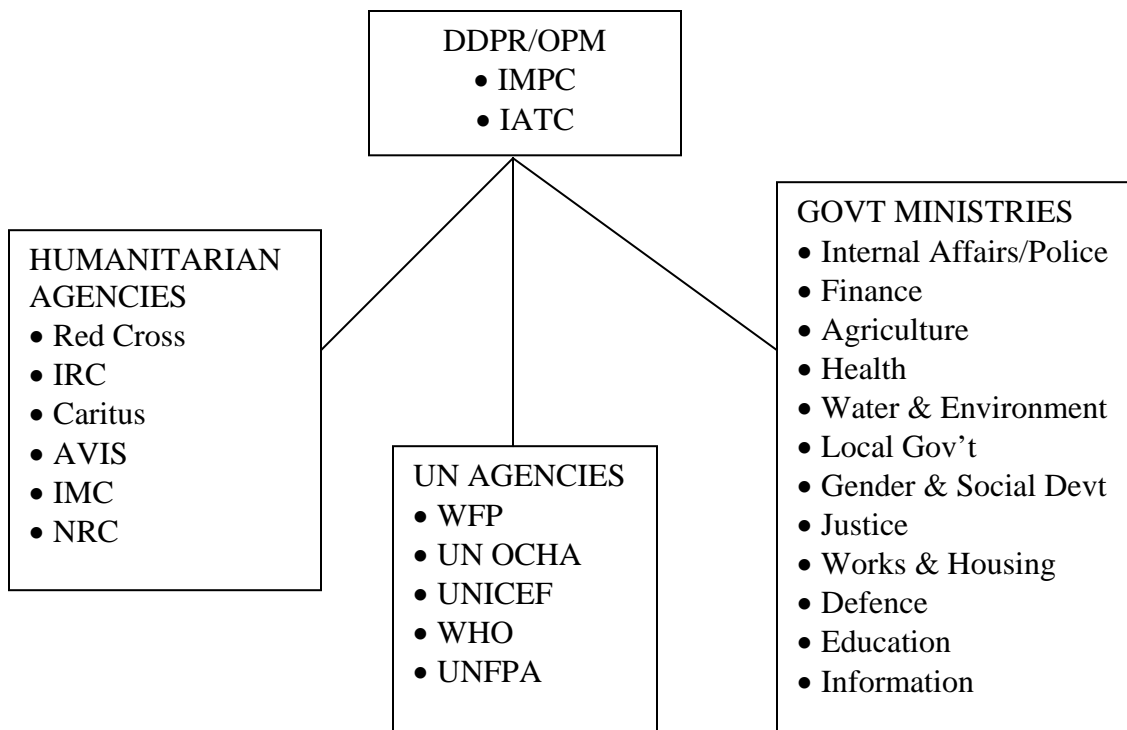 DDPR/OPM
• IMPC
• IATC
HUMANITARIAN
AGENCIES
• Red Cross
• IRC
• Caritus
• AVIS
• IMC
• NRC
UN AGENCIES
• WFP
• UN OCHA
• UNICEF
• WHO
• UNFPA
GOVT MINISTRIES
• Internal Affairs/Police
• Finance
• Agriculture
• Health
• Water & Environment
• Local Gov’t
• Gender & Social Devt
• Justice
• Works & Housing
• Defence
• Education
• Information